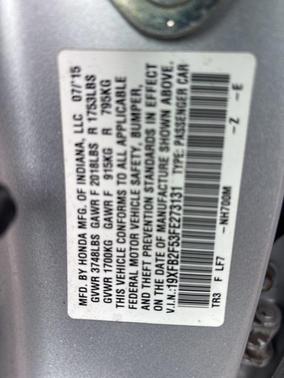 MFD. BY HONDA MFG. OF INDIANA, LLC 07/'15
GVWR 3748LBS GAWR F 2018LBS R 1753LBS
GVWR 1700KG GAWR F 915KG R 795KG
THIS VEHICLE CONFORMS TO ALL APPLICABLE
FEDERAL MOTOR VEHICLE SAFETY, BUMPER,
AND THEFT PREVENTION STANDARDS IN EFFECT
ON THE DATE OF MANUFACTURE SHOWN ABOVE.
V.I.N.:19XFB2F53FE273131 TYPE: PASSENGER CAR
-NH700M -Z -E
TR3 F LF7